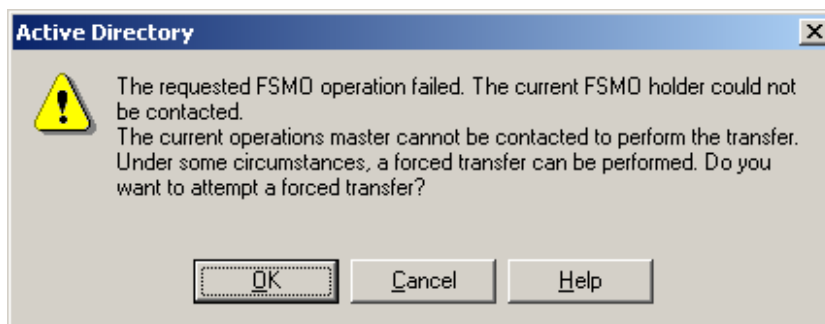 Active Directory
The requested FSMO operation failed. The current FSMO holder could not
be contacted.
The current operations master cannot be contacted to perform the transfer.
Under some circumstances, a forced transfer can be performed. Do you
want to attempt a forced transfer?
OK
Cancel
Help